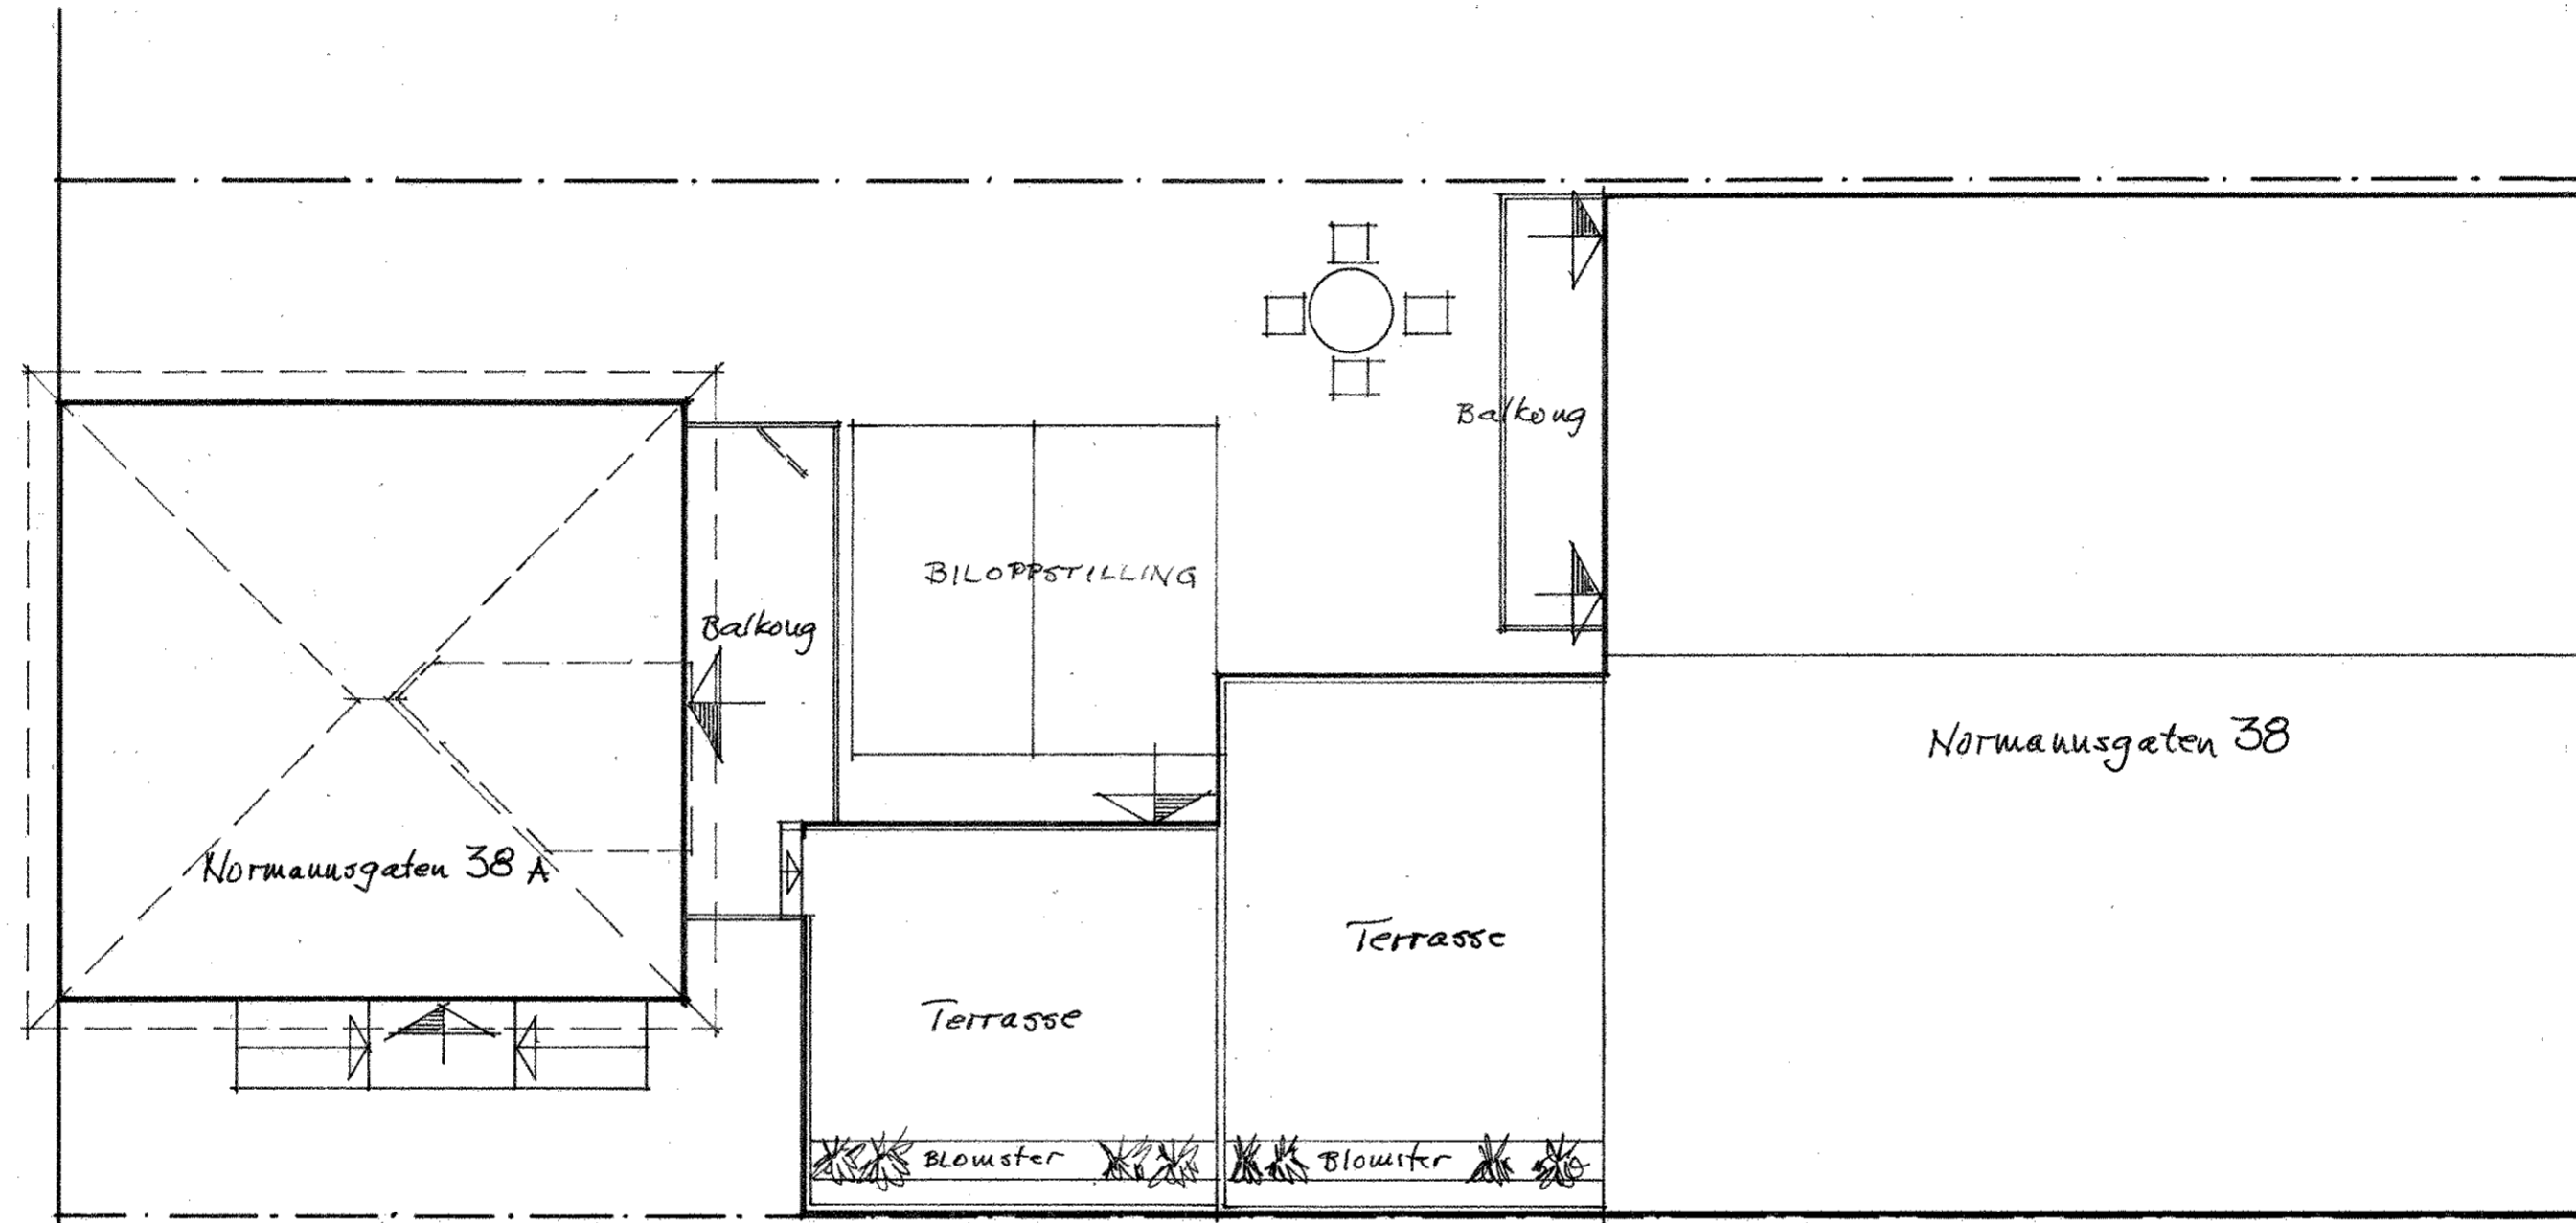 Balkong
BILOPPSTILLING
Balkong
Normannsgaten 38
Normannsgaten 38 A
Terrasse
Terrasse
BLOMSTER
Blomster